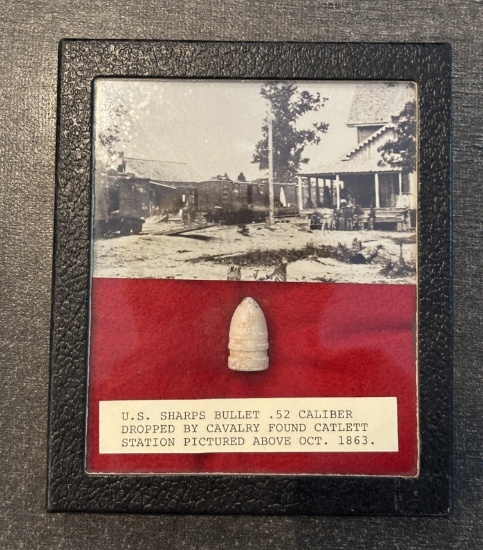 U.S. SHARPS BULLET .52 CALIBER
DROPPED BY CAVALRY FOUND CATLETT
STATION PICTURED ABOVE OCT. 1863.